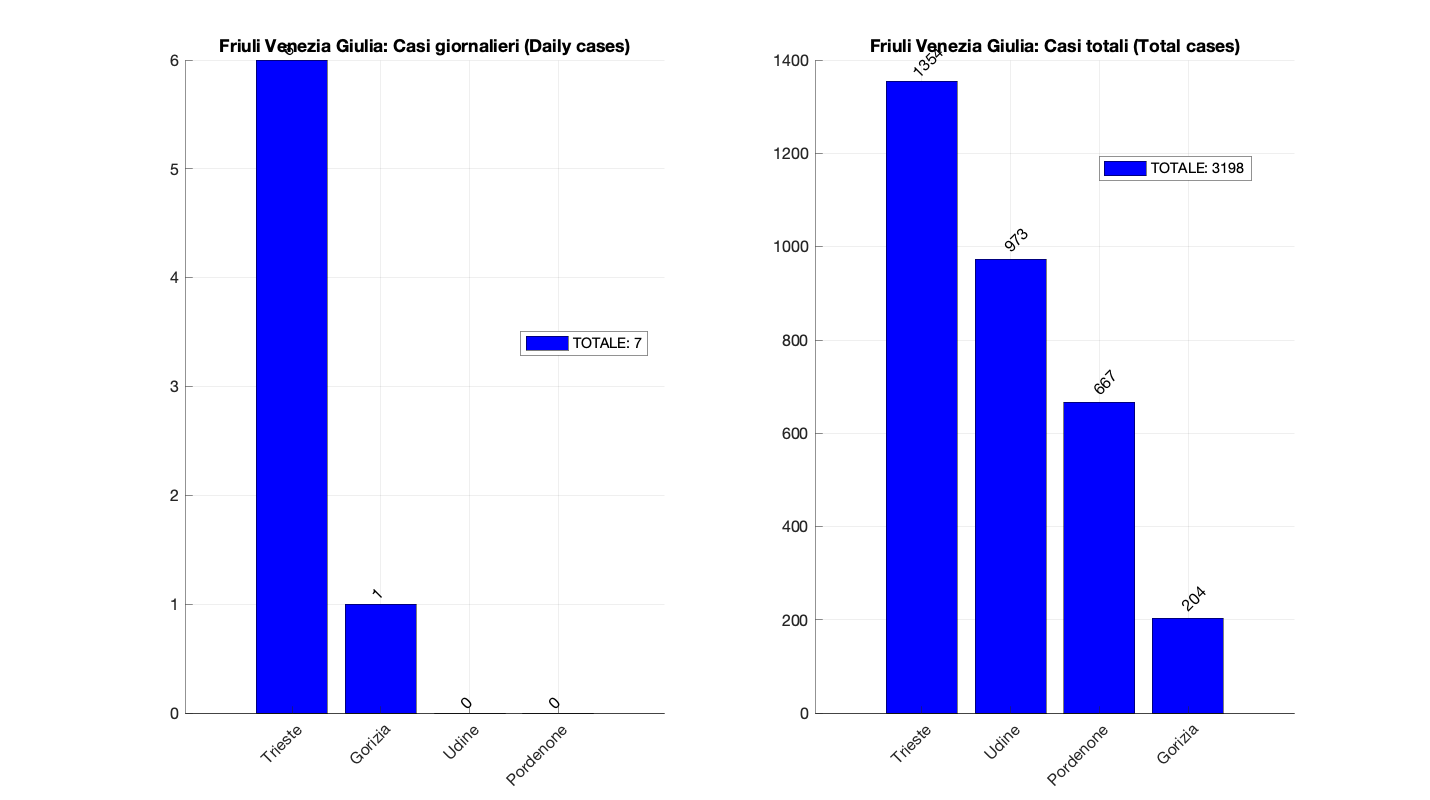 Friuli Venezia Giulia: Casi giornalieri (Daily cases)
6
6
5
4
3
2
1
0
1
0
0
TOTALE: 7
Trieste
Gorizia
Udine
Pordenone
Friuli Venezia Giulia: Casi totali (Total cases)
1400
1200
1000
800
600
400
200
0
1354
973
667
204
TOTALE: 3198
Trieste
Udine
Pordenone
Gorizia